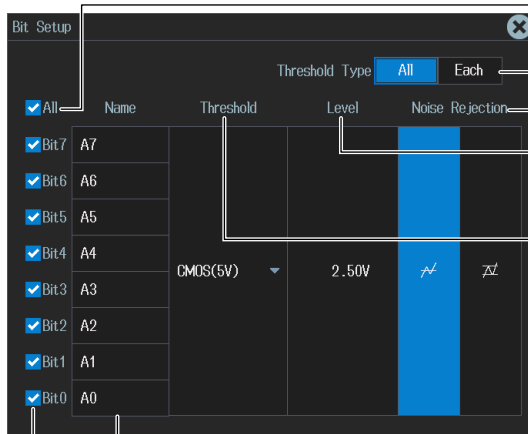 Bit Setup
Threshold Type All Each
All Name Threshold Level Noise Rejection
Bit7 A7
Bit6 A6
Bit5 A5
Bit4 A4
CMOS(5V) 2.50V
Bit3 A3
Bit2 A2
Bit1 A1
Bit0 A0